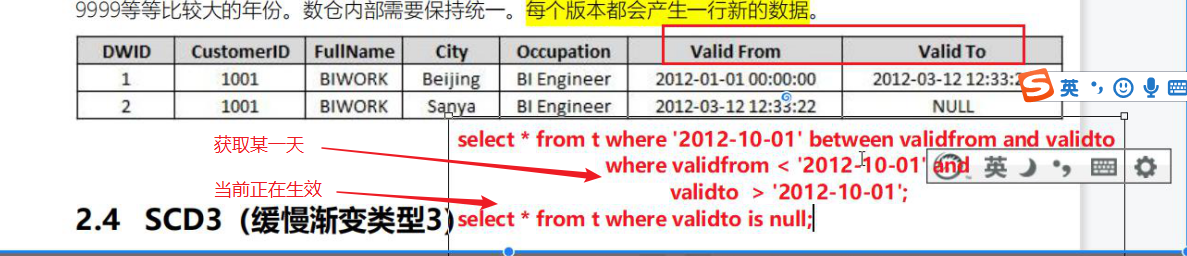 9999等等比较大的年份。数仓内部需要保持统一。每个版本都会产生一行新的数据。
DWID CustomerID FullName City Occupation Valid From Valid To
1 1001 BIWORK Beijing BI Engineer 2012-01-01 00:00:00 2012-03-12 12:33:2
英
2 1001 BIWORK Sanya BI Engineer 2012-03-12 12:33:22 NULL
select * from t where '2012-10-01' between validfrom and validto
获取某一天
where validfrom < '2012-10-01' and
英
当前正在生效
validto > '2012-10-01';
2.4 SCD3（缓慢渐变类型3）
select * from t where validto is null;